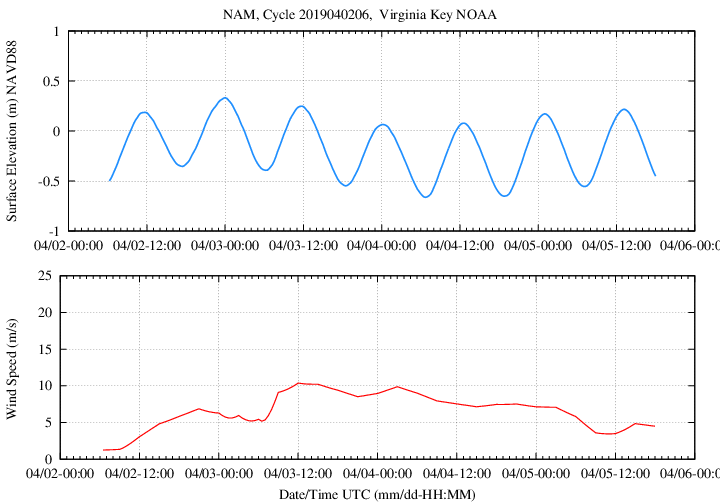 NAM, Cycle 2019040206,  Virginia Key NOAA
Surface Elevation (m) NAVD88
1
0.5
0
-0.5
-1
04/02-00:00 04/02-12:00 04/03-00:00 04/03-12:00 04/04-00:00 04/04-12:00 04/05-00:00 04/05-12:00 04/06-0
Wind Speed (m/s)
25
20
15
10
5
0
04/02-00:00 04/02-12:00 04/03-00:00 04/03-12:00 04/04-00:00 04/04-12:00 04/05-00:00 04/05-12:00 04/06-0
Date/Time UTC (mm/dd-HH:MM)